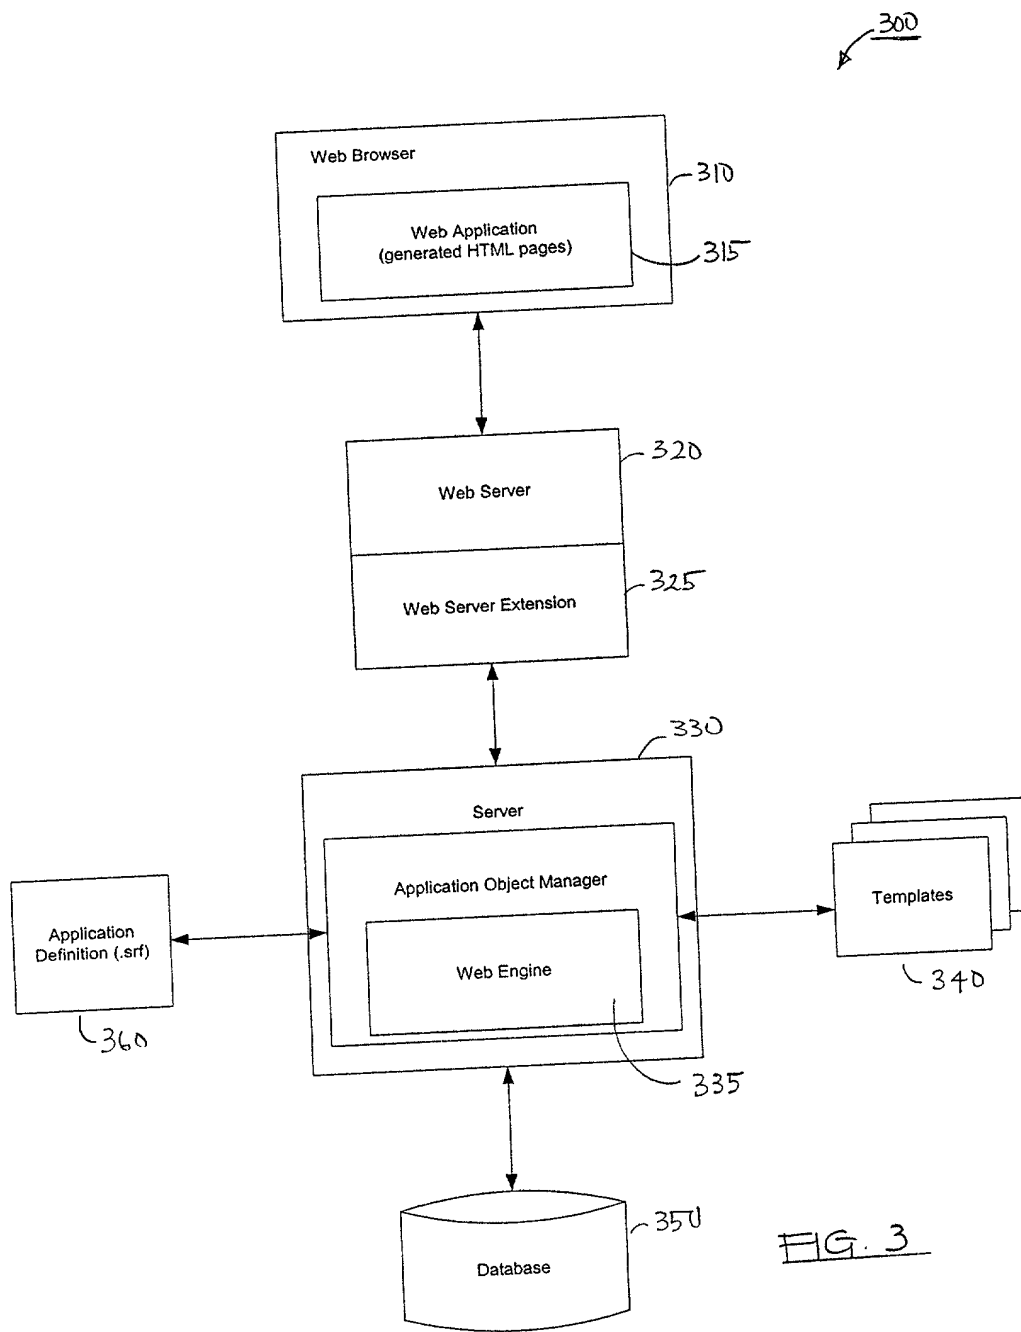 300
Web Browser
310
Web Application
(generated HTML pages)
315
320
Web Server
325
Web Server Extension
330
Server
Application Object Manager
Templates
Application
Definition (.srf)
Web Engine
340
360
335
350
Database
FIG. 3